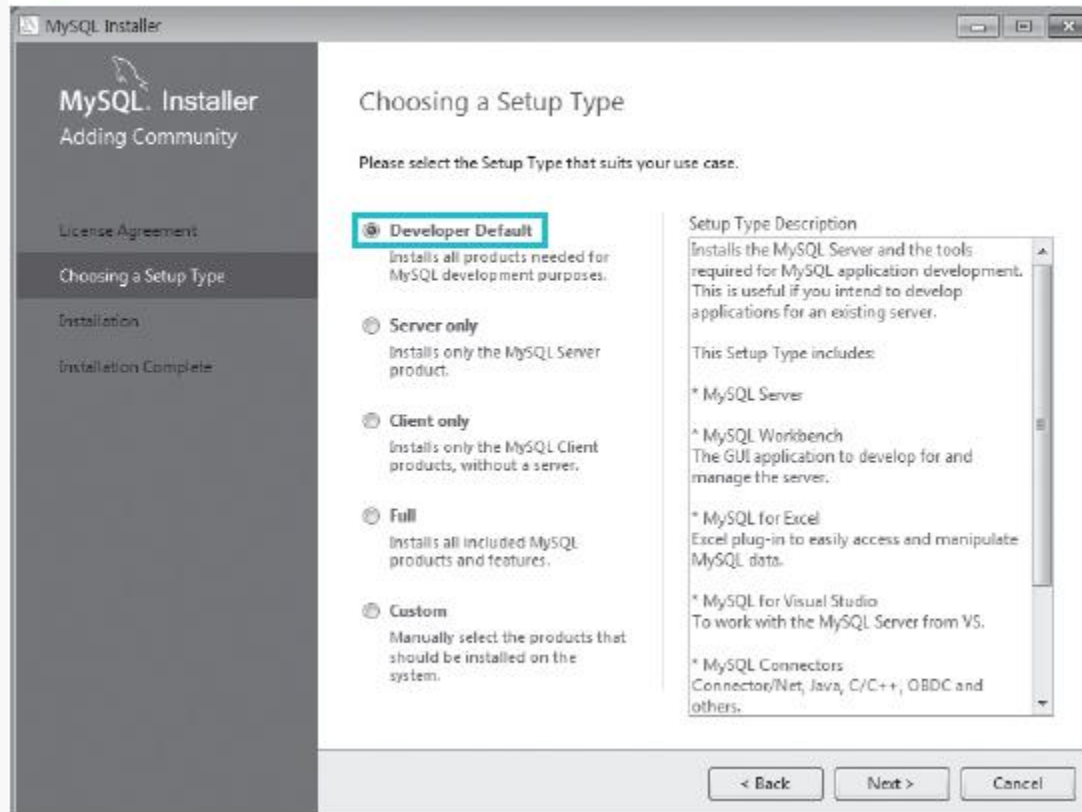 MySQL Installer
MySQL. Installer
Adding Community
License Agreement
Choosing a Setup Type
Installation
Installation Complete
Choosing a Setup Type
Please select the Setup Type that suits your use case.
Developer Default
Installs all products needed for
MySQL development purposes.
Server only
Installs only the MySQL Server
product.
Client only
Installs only the MySQL Client
products, without a server.
Full
Installs all included MySQL
products and features.
Custom
Manually select the products that
should be installed on the
system.
Setup Type Description
Installs the MySQL Server and the tools
required for MySQL application development.
This is useful if you intend to develop
applications for an existing server.
This Setup Type includes:
* MySQL Server
* MySQL Workbench
The GUI application to develop for and
manage the server.
* MySQL for Excel
Excel plug-in to easily access and manipulate
MySQL data.
* MySQL for Visual Studio
To work with the MySQL Server from VS.
* MySQL Connectors
Connector/Net, Java, C/C++, OBDC and
others.
< Back
Next >
Cancel